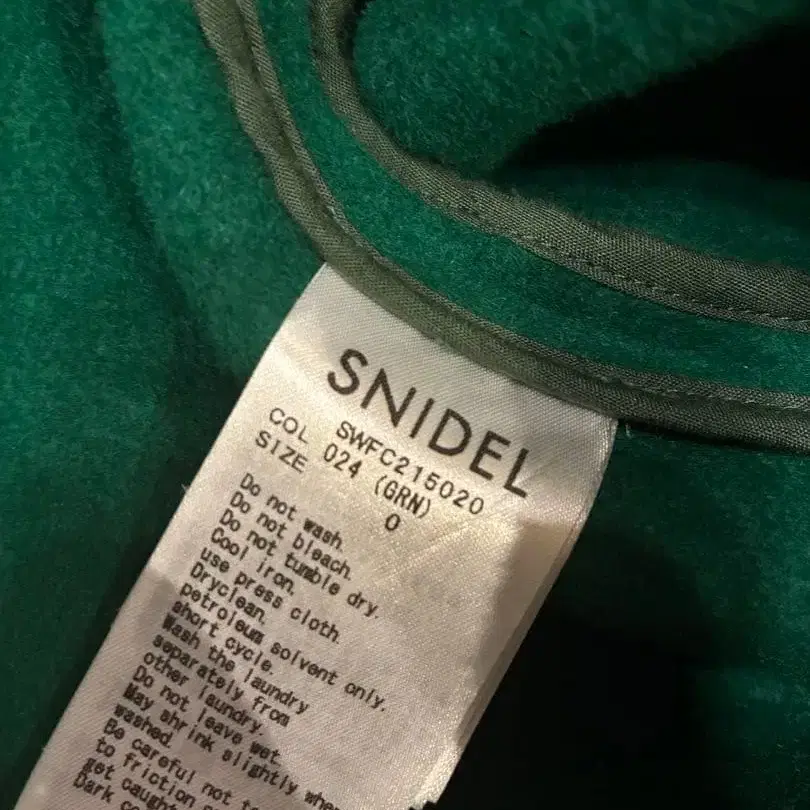 SNIDEL
SWFC215020
COL 024 (GRN)
SIZE 0
Do not wash.
Do not bleach.
Do not tumble dry.
Cool iron.
use press cloth
Dryclean.
petroleum solvent only.
short cycle.
Wash the laundry
separately from
other laundry.
Do not leave wet.
May shrink slightly when
washed.
Be careful not to
to friction
get caught
Dark